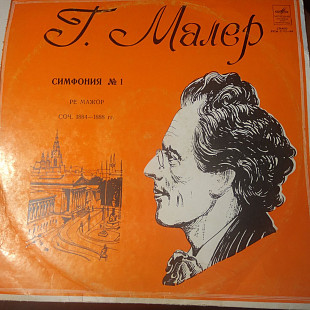 Г. Малер
СИМФОНИЯ № 1
РЕ МАЖОР
СОЧ. 1884—1888 гг